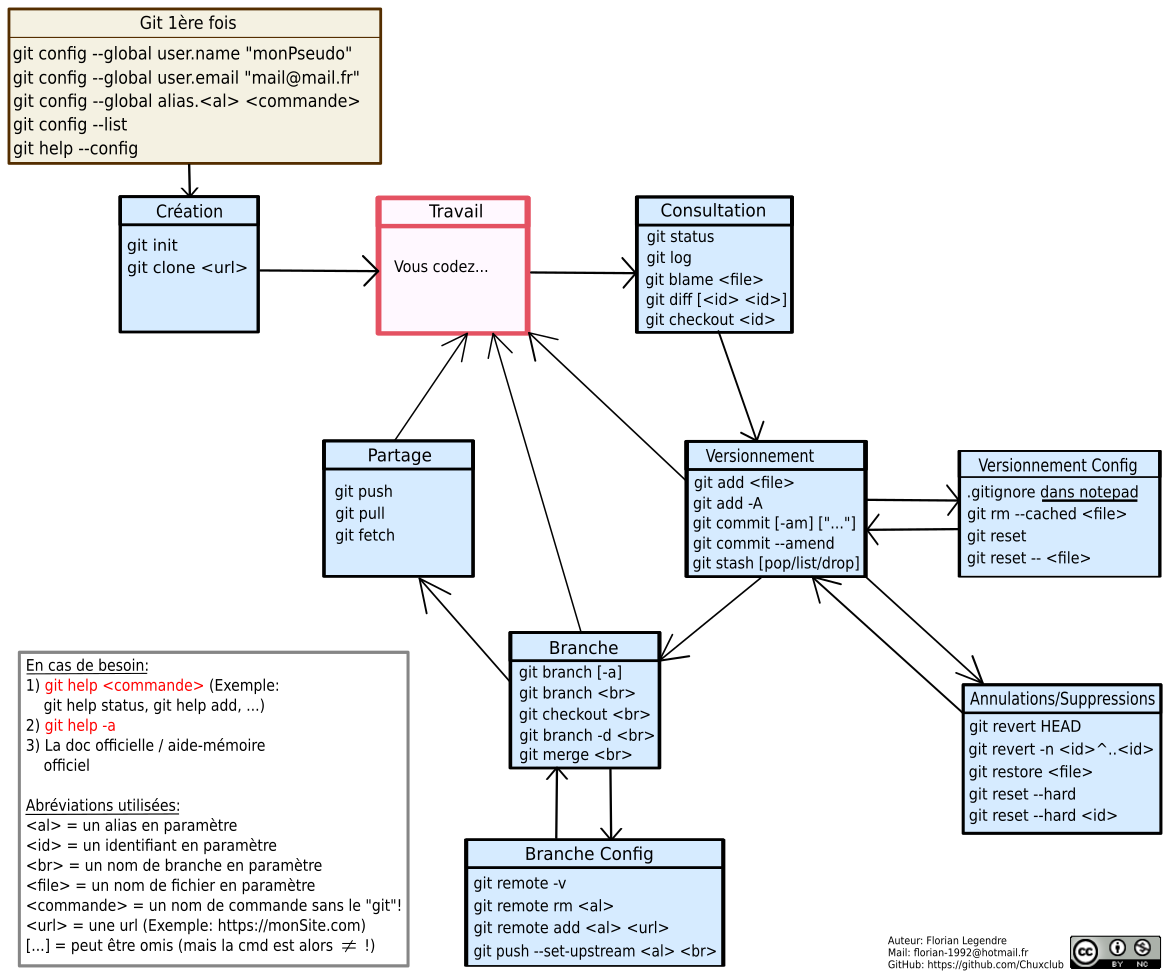 Git 1ère fois
git config --global user.name "monPseudo"
git config --global user.email "mail@mail.fr"
git config --global alias.<al> <commande>
git config --list
git help --config
Création
git init
git clone <url>
Travail
Vous codez...
Consultation
git status
git log
git blame <file>
git diff [<id> <id>]
git checkout <id>
Partage
git push
git pull
git fetch
Versionnement
git add <file>
git add -A
git commit [-am] ["..."]
git commit --amend
git stash [pop/list/drop]
Versionnement Config
.gitignore dans notepad
git rm --cached <file>
git reset
git reset -- <file>
Branche
git branch [-a]
git branch <br>
git checkout <br>
git branch -d <br>
git merge <br>
Annulations/Suppressions
git revert HEAD
git revert -n <id>^..<id>
git restore <file>
git reset --hard
git reset --hard <id>
Branche Config
git remote -v
git remote rm <al>
git remote add <al> <url>
git push --set-upstream <al> <br>
En cas de besoin:
1) git help <commande> (Exemple:
git help status, git help add, ...)
2) git help -a
3) La doc officielle / aide-mémoire
officiel
Abréviations utilisées:
<al> = un alias en paramètre
<id> = un identifiant en paramètre
<br> = un nom de branche en paramètre
<file> = un nom de fichier en paramètre
<commande> = un nom de commande sans le "git"!
<url> = une url (Exemple: https://monSite.com)
[...] = peut être omis (mais la cmd est alors ≠ !)
Auteur: Florian Legendre
Mail: florian-1992@hotmail.fr
GitHub: https://github.com/Chuxclub
cc
BY NC